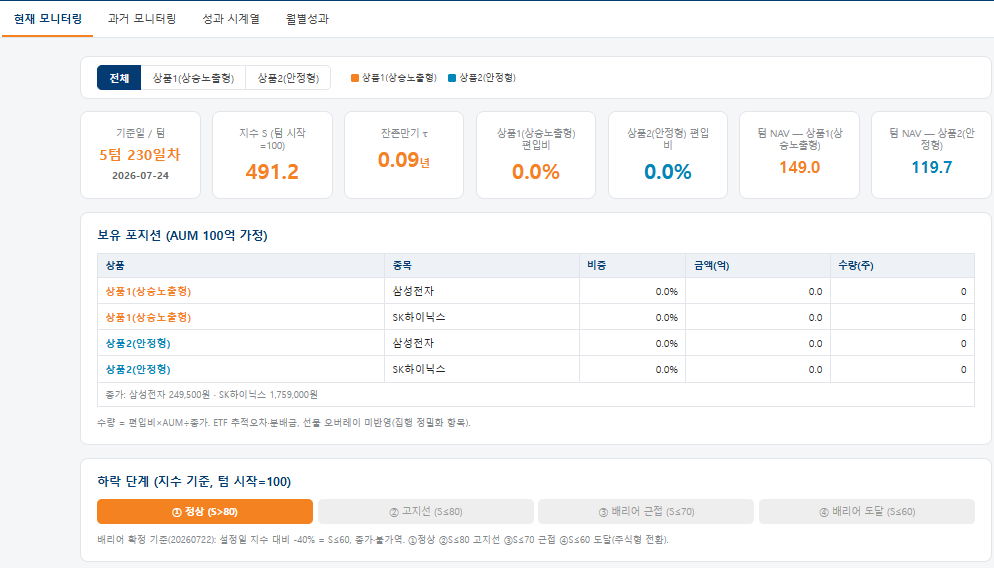 현재 모니터링 과거 모니터링 성과 시계열 월별성과
전체 상품1(상승노출형) 상품2(안정형) 상품1(상승노출형) 상품2(안정형)
기준일 / 텀
5텀 230일차
2026-07-24
지수 S (텀 시작
=100)
491.2
잔존만기 τ
0.09년
상품1(상승노출형)
편입비
0.0%
상품2(안정형) 편입
비
0.0%
텀 NAV — 상품1(상
승노출형)
149.0
텀 NAV — 상품2(안
정형)
119.7
보유 포지션 (AUM 100억 가정)
상품 종목 비중 금액(억) 수량(주)
상품1(상승노출형) 삼성전자 0.0% 0.0 0
상품1(상승노출형) SK하이닉스 0.0% 0.0 0
상품2(안정형) 삼성전자 0.0% 0.0 0
상품2(안정형) SK하이닉스 0.0% 0.0 0
종가: 삼성전자 249,500원 · SK하이닉스 1,759,000원
수량 = 편입비×AUM÷종가. ETF 추적오차·분배금, 선물 오버레이 미반영(집행 정밀화 항목).
하락 단계 (지수 기준, 텀 시작=100)
① 정상 (S>80) ② 고지선 (S≤80) ③ 배리어 근접 (S≤70) ④ 배리어 도달 (S≤60)
배리어 확정 기준(20260722): 설정일 지수 대비 -40% = S≤60, 종가·불가역. ①정상 ②S≤80 고지선 ③S≤70 근접 ④S≤60 도달(주식형 전환).